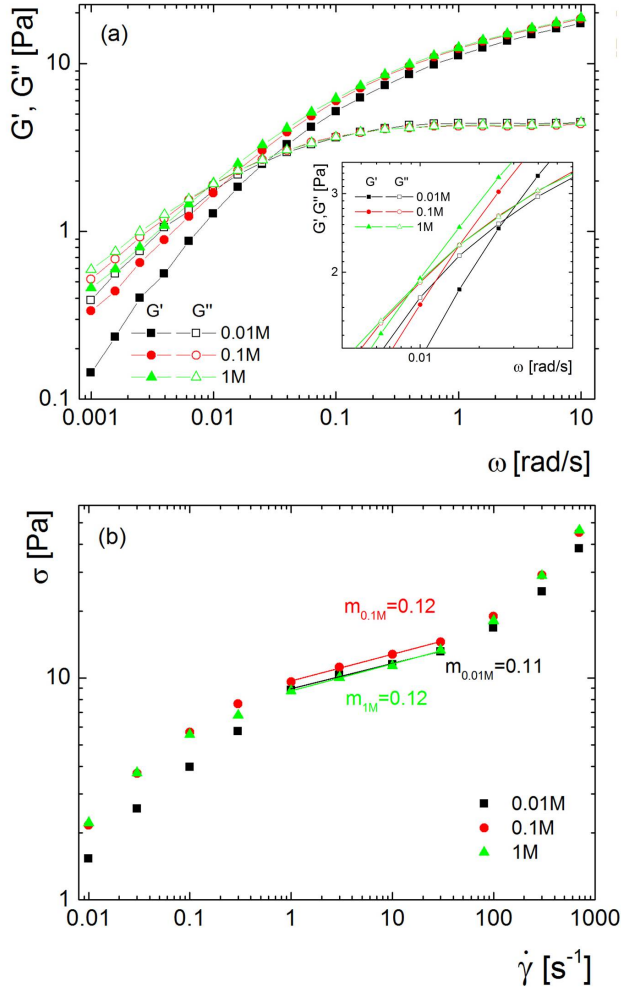 (a)
G', G" [Pa]
10
1
0.1
0.001
0.01
0.1
1
10
ω [rad/s]
G' G"
0.01M
0.1M
1M
G',G" [Pa]
3
2
0.01
ω [rad/s]
G' G"
0.01M
0.1M
1M
(b)
σ [Pa]
10
1
m0.1M=0.12
m0.01M=0.11
m1M=0.12
0.01M
0.1M
1M
0.01
0.1
1
10
100
1000
γ̇ [s-1]